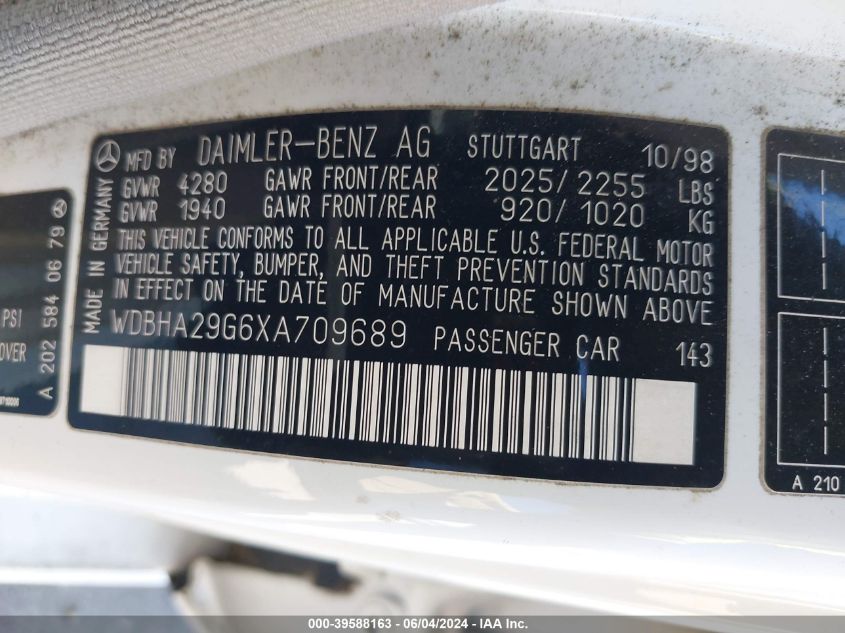 MFD BY DAIMLER-BENZ AG STUTTGART 10/98
GVWR 4280 GAWR FRONT/REAR 2025/2255 LBS
GVWR 1940 GAWR FRONT/REAR 920/1020 KG
THIS VEHICLE CONFORMS TO ALL APPLICABLE U.S. FEDERAL MOTOR
VEHICLE SAFETY, BUMPER, AND THEFT PREVENTION STANDARDS
IN EFFECT ON THE DATE OF MANUFACTURE SHOWN ABOVE
WDBHA29G6XA709689 PASSENGER CAR 143
MADE IN GERMANY
A 202 584 06 79
PSI
OVER
A 210
000-39588163 - 06/04/2024 - IAA Inc.